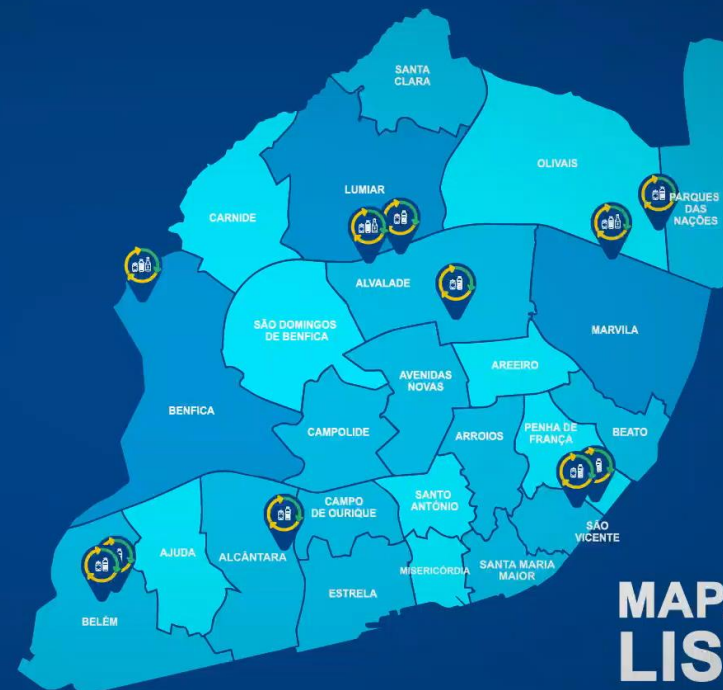 SANTA
CLARA
OLIVAIS
LUMIAR
PARQUES
DAS
NAÇÕES
CARNIDE
ALVALADE
SÃO DOMINGOS
DE BENFICA
MARVILA
AREEIRO
AVENIDAS
NOVAS
BENFICA
CAMPOLIDE
ARROIOS
PENHA DE
FRANÇA
BEATO
SANTO
ANTÓNIO
CAMPO
DE OURIQUE
SÃO
VICENTE
AJUDA
ALCÂNTARA
MISERICÓRDIA
SANTA MARIA
MAIOR
ESTRELA
BELÉM
MAP
LIS